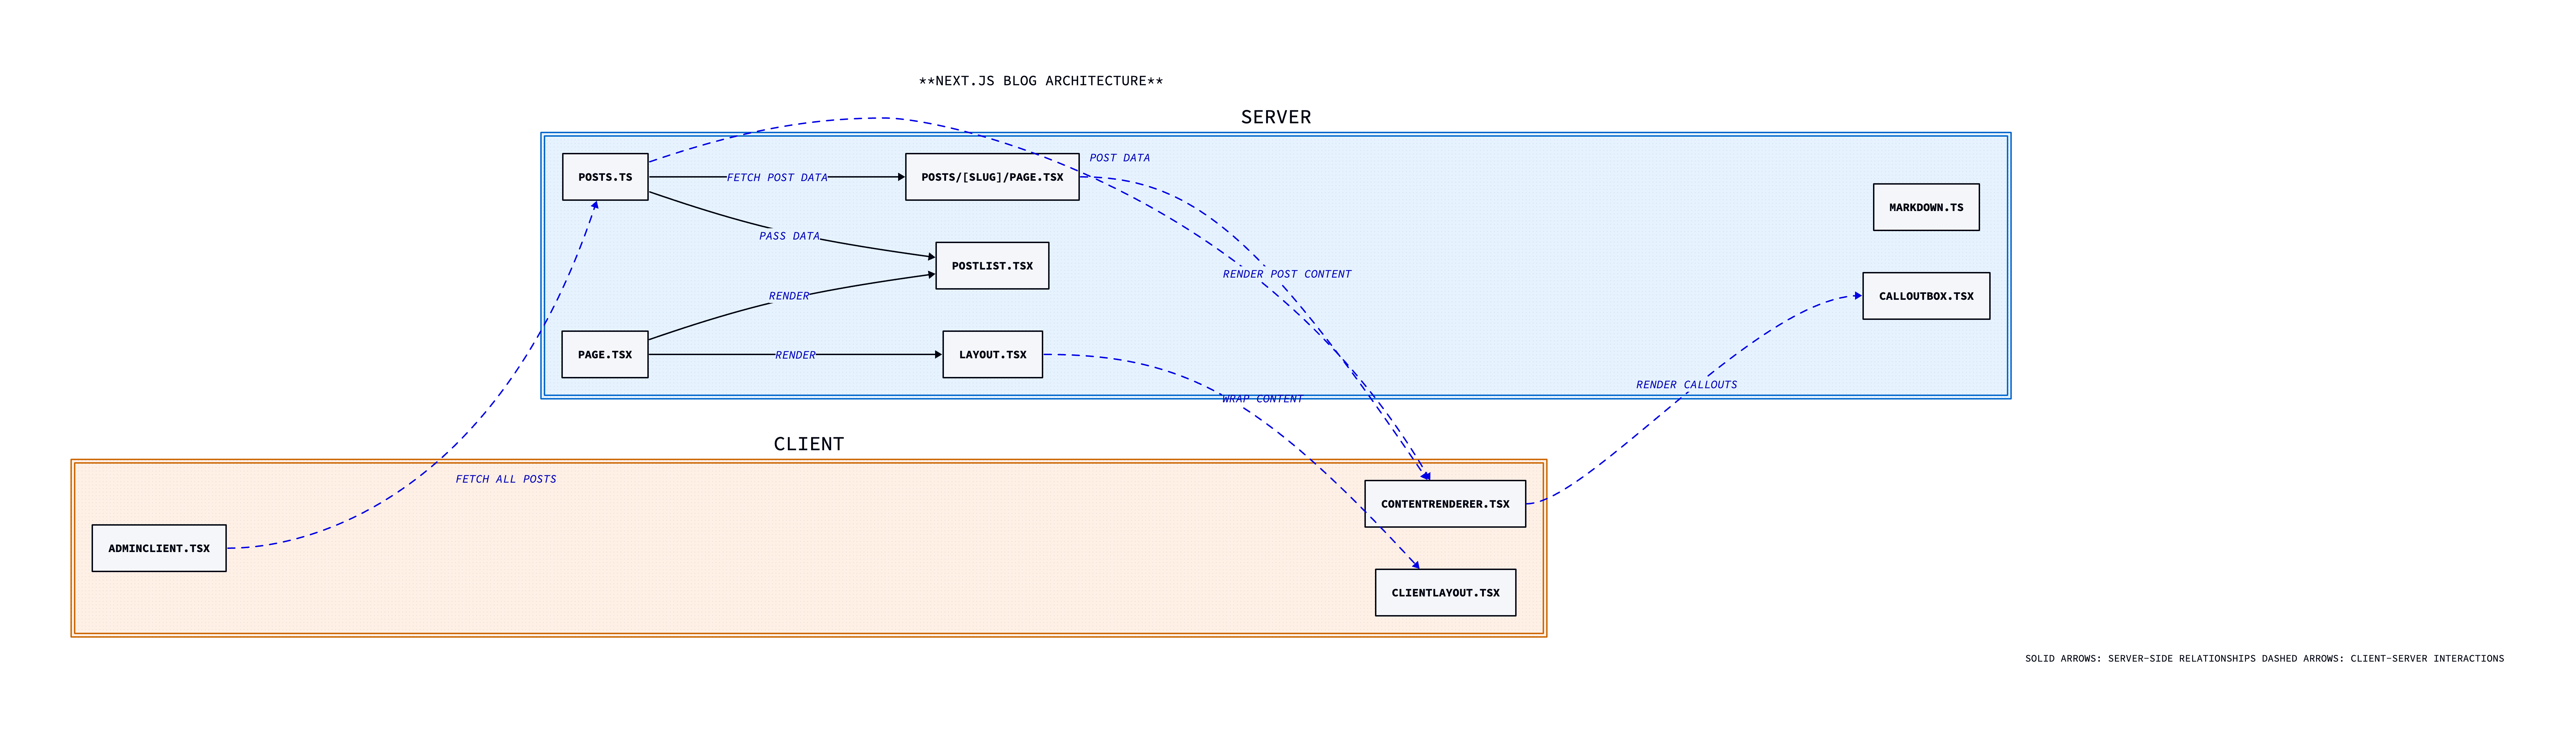 **NEXT.JS BLOG ARCHITECTURE**
SERVER
POST DATA
POSTS.TS
FETCH POST DATA
POSTS/[SLUG]/PAGE.TSX
MARKDOWN.TS
PASS DATA
POSTLIST.TSX
RENDER POST CONTENT
RENDER
CALLOUTBOX.TSX
PAGE.TSX
RENDER
LAYOUT.TSX
RENDER CALLOUTS
WRAP CONTENT
CLIENT
FETCH ALL POSTS
CONTENTRENDERER.TSX
ADMINCLIENT.TSX
CLIENTLAYOUT.TSX
SOLID ARROWS: SERVER-SIDE RELATIONSHIPS DASHED ARROWS: CLIENT-SERVER INTERACTIONS